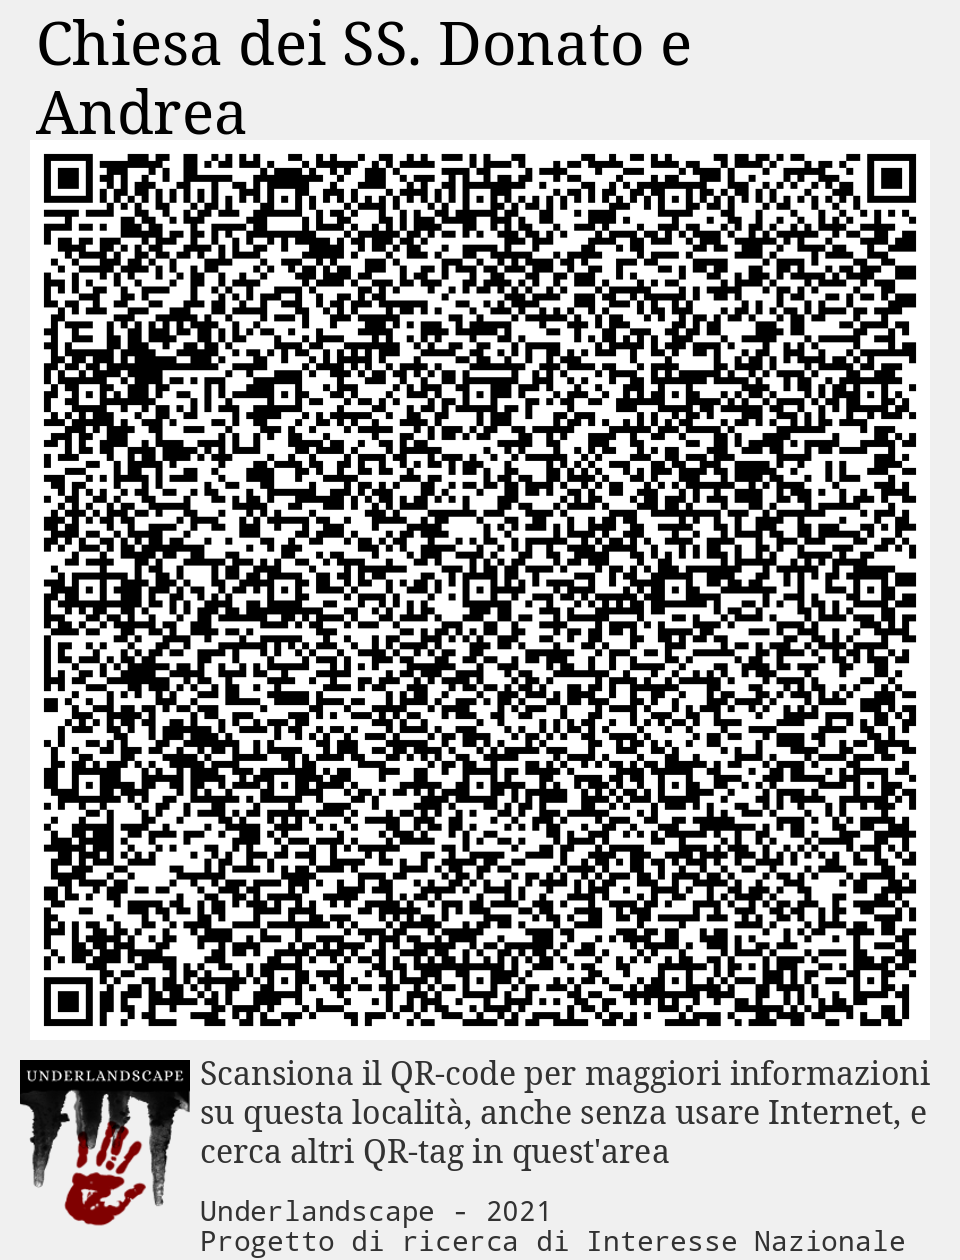 Chiesa dei SS. Donato e
Andrea
UNDERLANDSCAPE
Scansiona il QR-code per maggiori informazioni
su questa località, anche senza usare Internet, e
cerca altri QR-tag in quest'area
Underlandscape - 2021
Progetto di ricerca di Interesse Nazionale